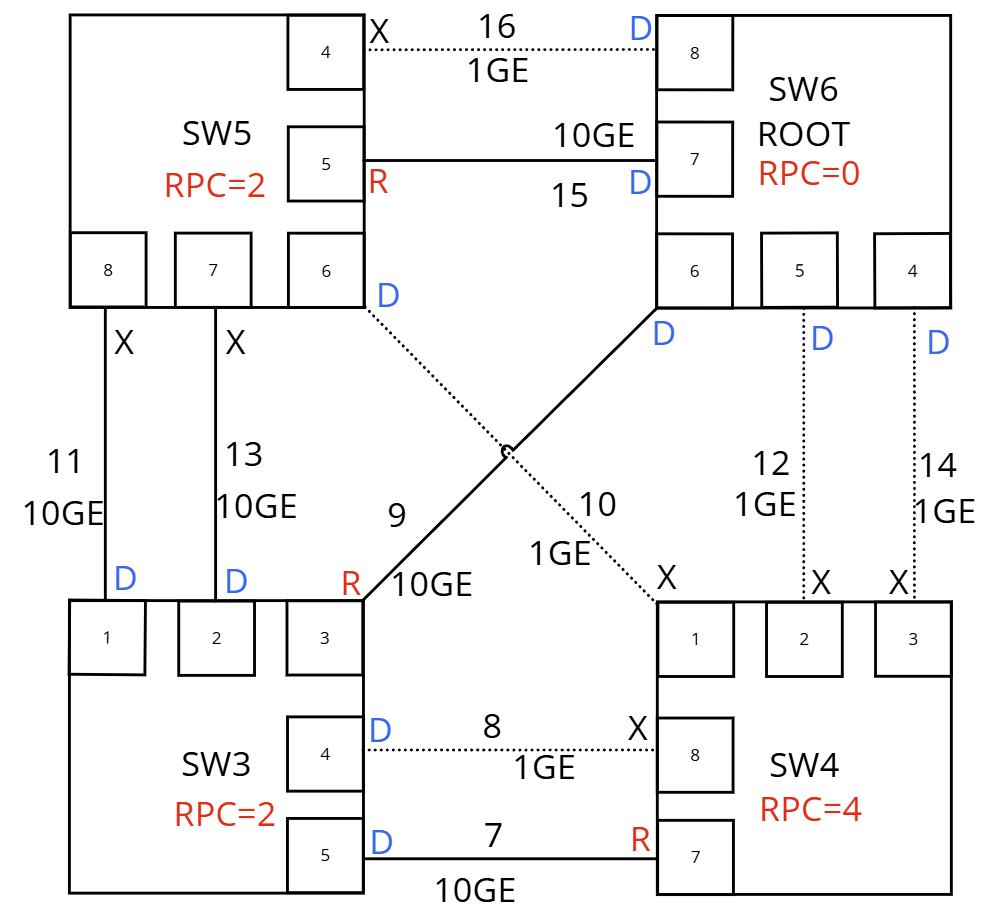 4
X
16
D
8
1GE
SW6
ROOT
RPC=0
SW5
RPC=2
5
R
10GE
15
D
7
8
7
6
D
6
5
4
D
D
D
X
X
11
10GE
13
10GE
9
10GE
10
1GE
12
1GE
14
1GE
D
D
R
X
X
X
1
2
3
1
2
3
4
D
8
X
1GE
8
SW3
RPC=2
SW4
RPC=4
5
D
7
R
10GE
7